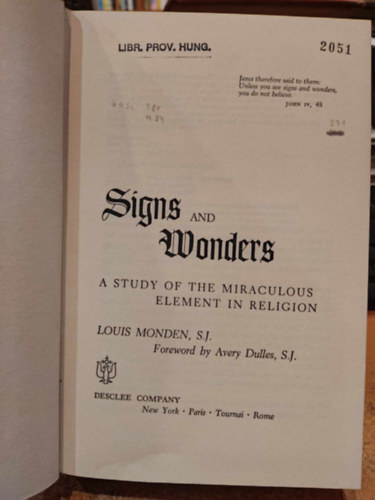 LIBR. PROV. HUNG.
2051
Jesus therefore said to them:
Unless you see signs and wonders,
you do not believe.
JOHN IV, 48
Signs AND
Wonders
A STUDY OF THE MIRACULOUS
ELEMENT IN RELIGION
LOUIS MONDEN, S.J.
Foreword by Avery Dulles, S.J.
DESCLEE COMPANY
New York · Paris · Tournai · Rome